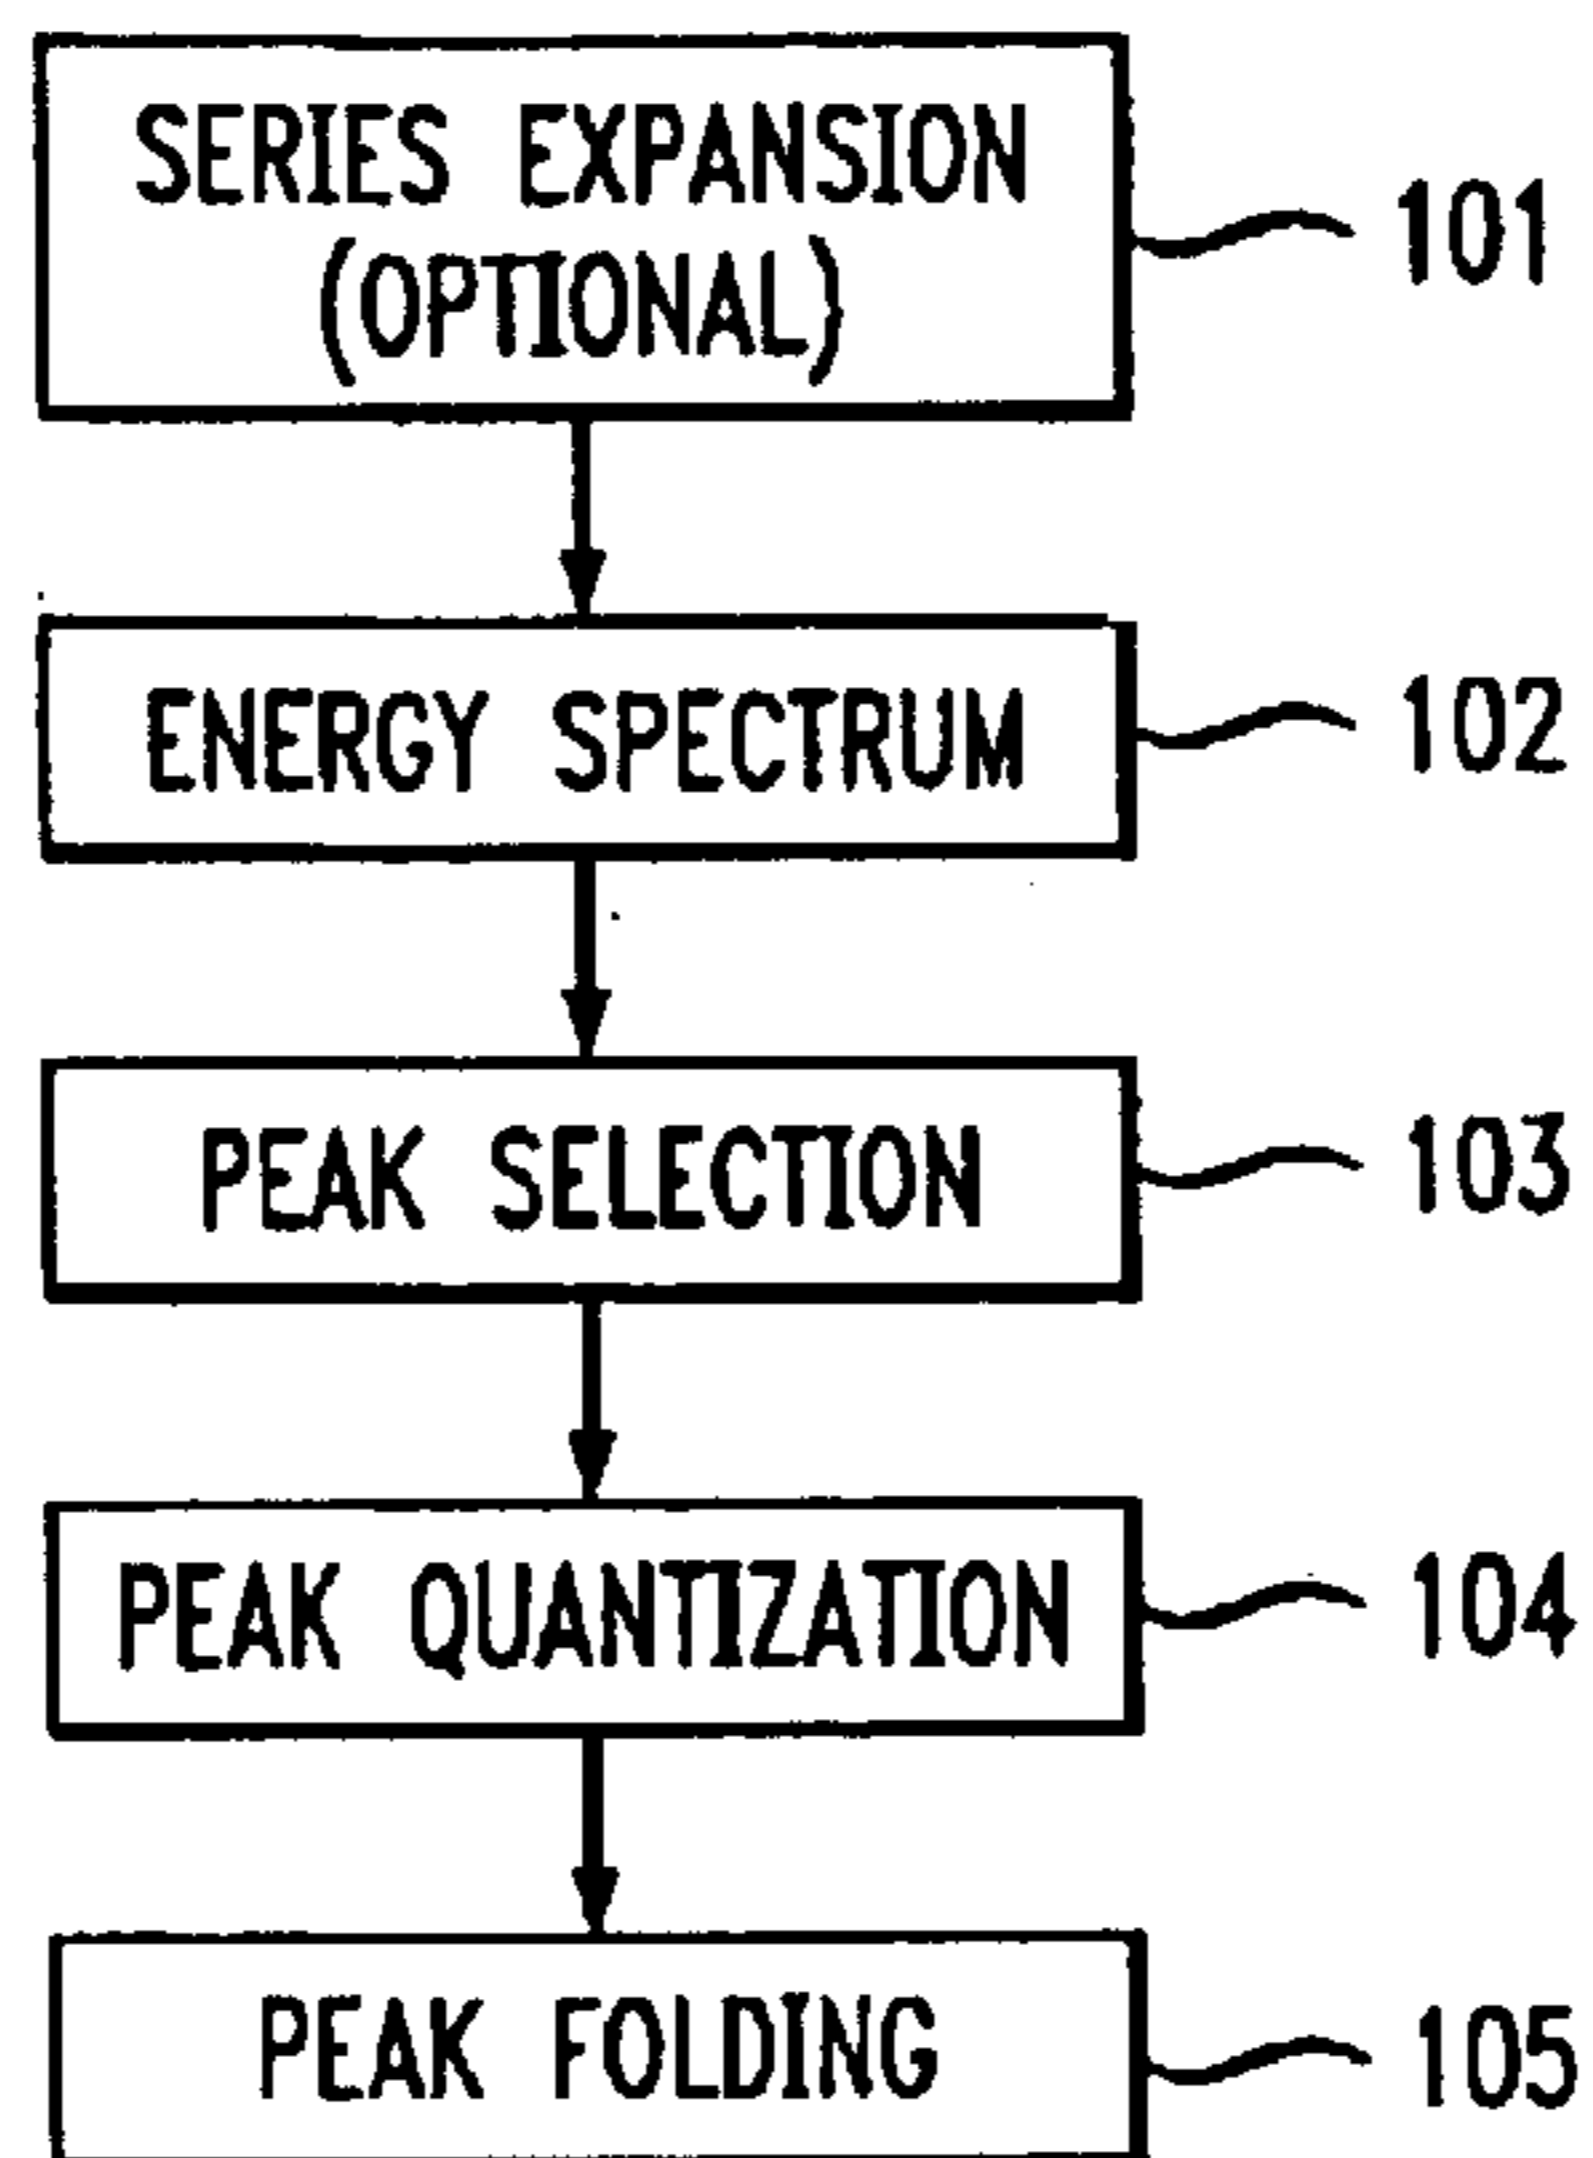 SERIES EXPANSION
(OPTIONAL)
101
ENERGY SPECTRUM
102
PEAK SELECTION
103
PEAK QUANTIZATION
104
PEAK FOLDING
105